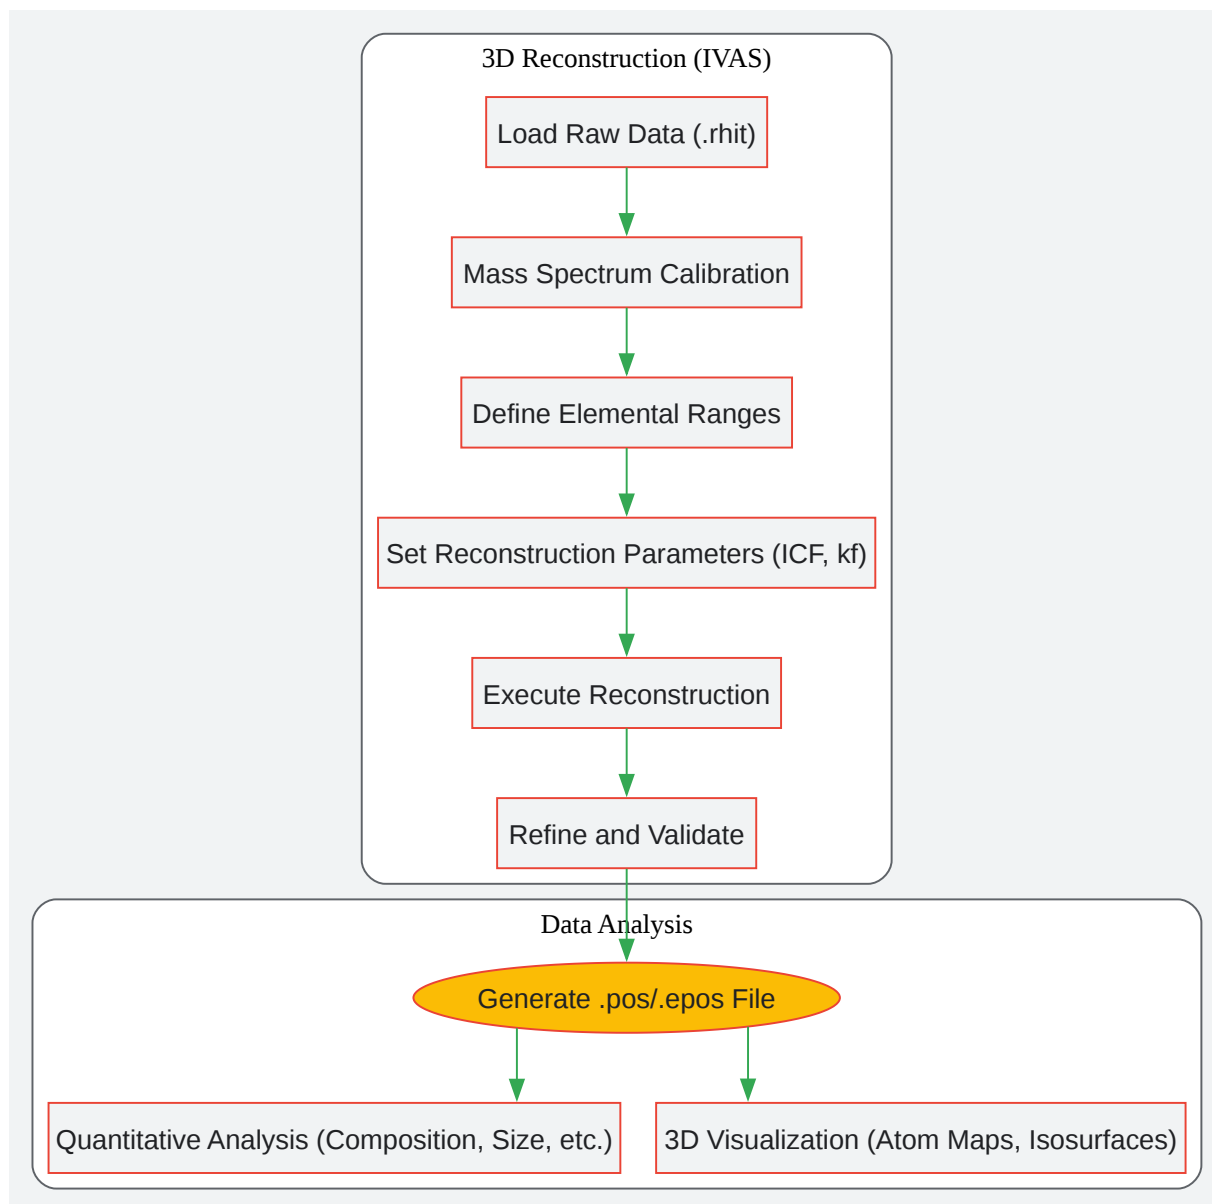 3D Reconstruction (IVAS)
Load Raw Data (.rhit)
Mass Spectrum Calibration
Define Elemental Ranges
Set Reconstruction Parameters (ICF, kf)
Execute Reconstruction
Refine and Validate
Data Analysis
Generate .pos/.epos File
Quantitative Analysis (Composition, Size, etc.)
3D Visualization (Atom Maps, Isosurfaces)